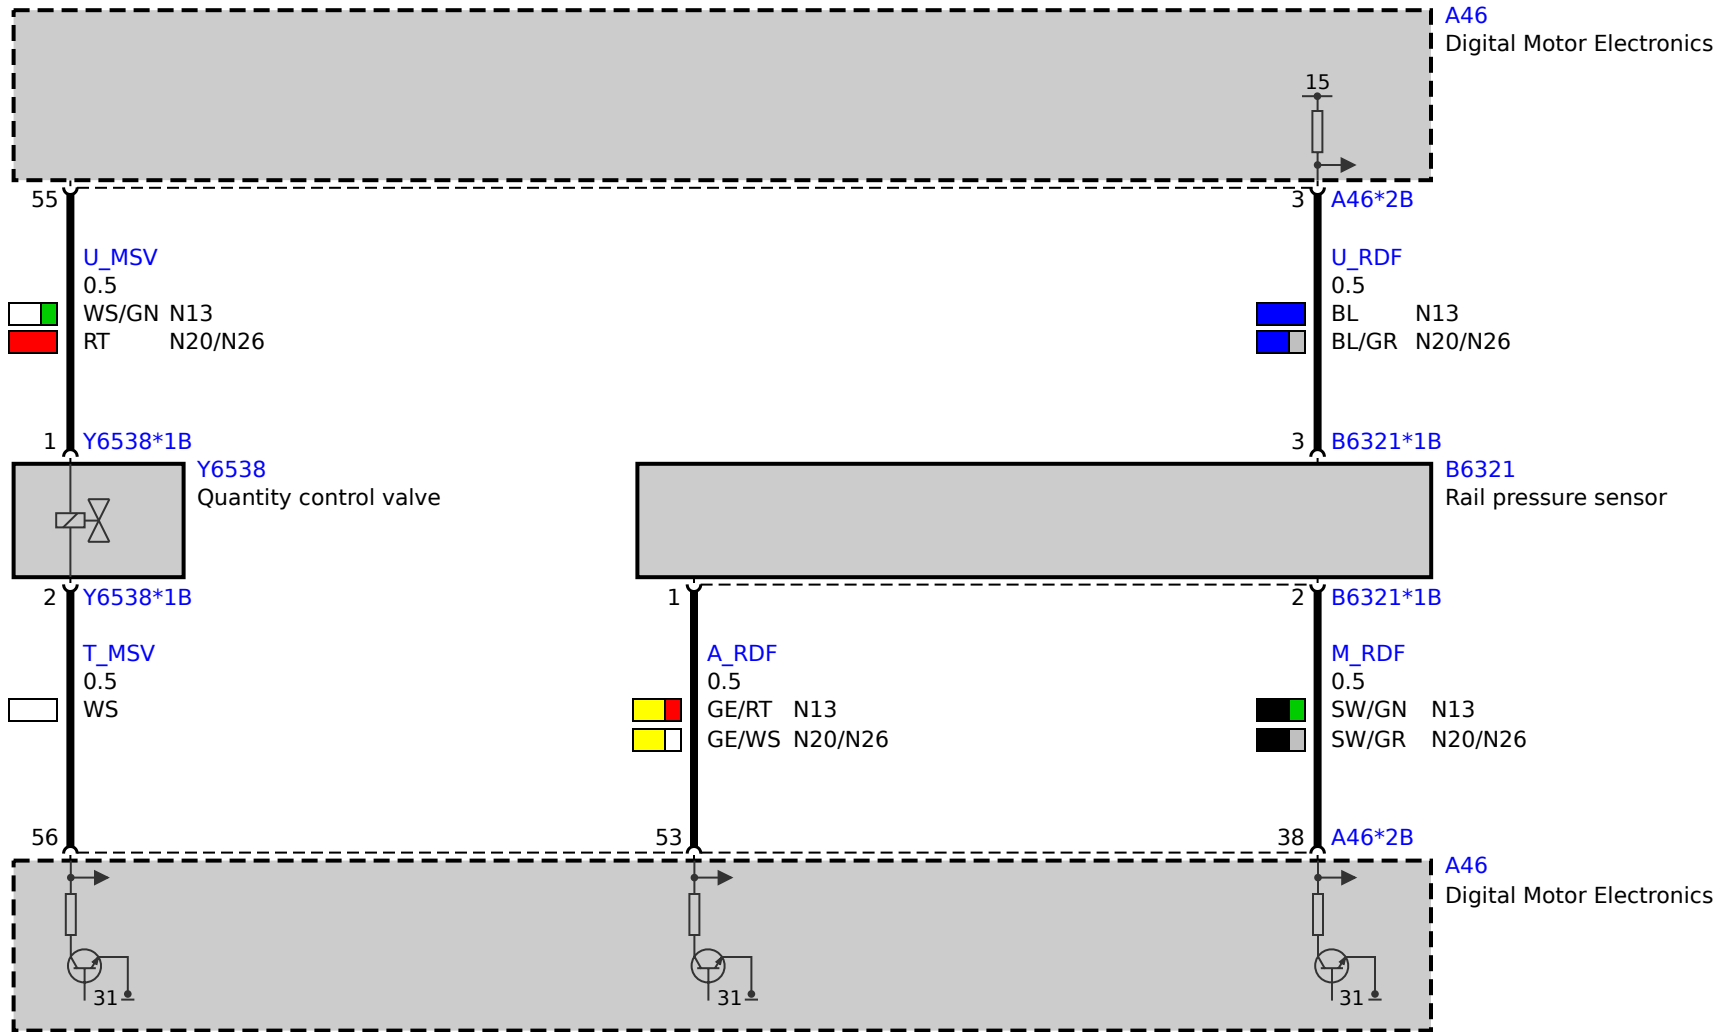 A46
Digital Motor Electronics
15
55
3 A46*2B
U_MSV
0.5
WS/GN N13
RT N20/N26
U_RDF
0.5
BL N13
BL/GR N20/N26
1 Y6538*1B
3 B6321*1B
Y6538
Quantity control valve
B6321
Rail pressure sensor
2 Y6538*1B
1
2 B6321*1B
T_MSV
0.5
WS
A_RDF
0.5
GE/RT N13
GE/WS N20/N26
M_RDF
0.5
SW/GN N13
SW/GR N20/N26
56
53
38 A46*2B
A46
Digital Motor Electronics
31
31
31